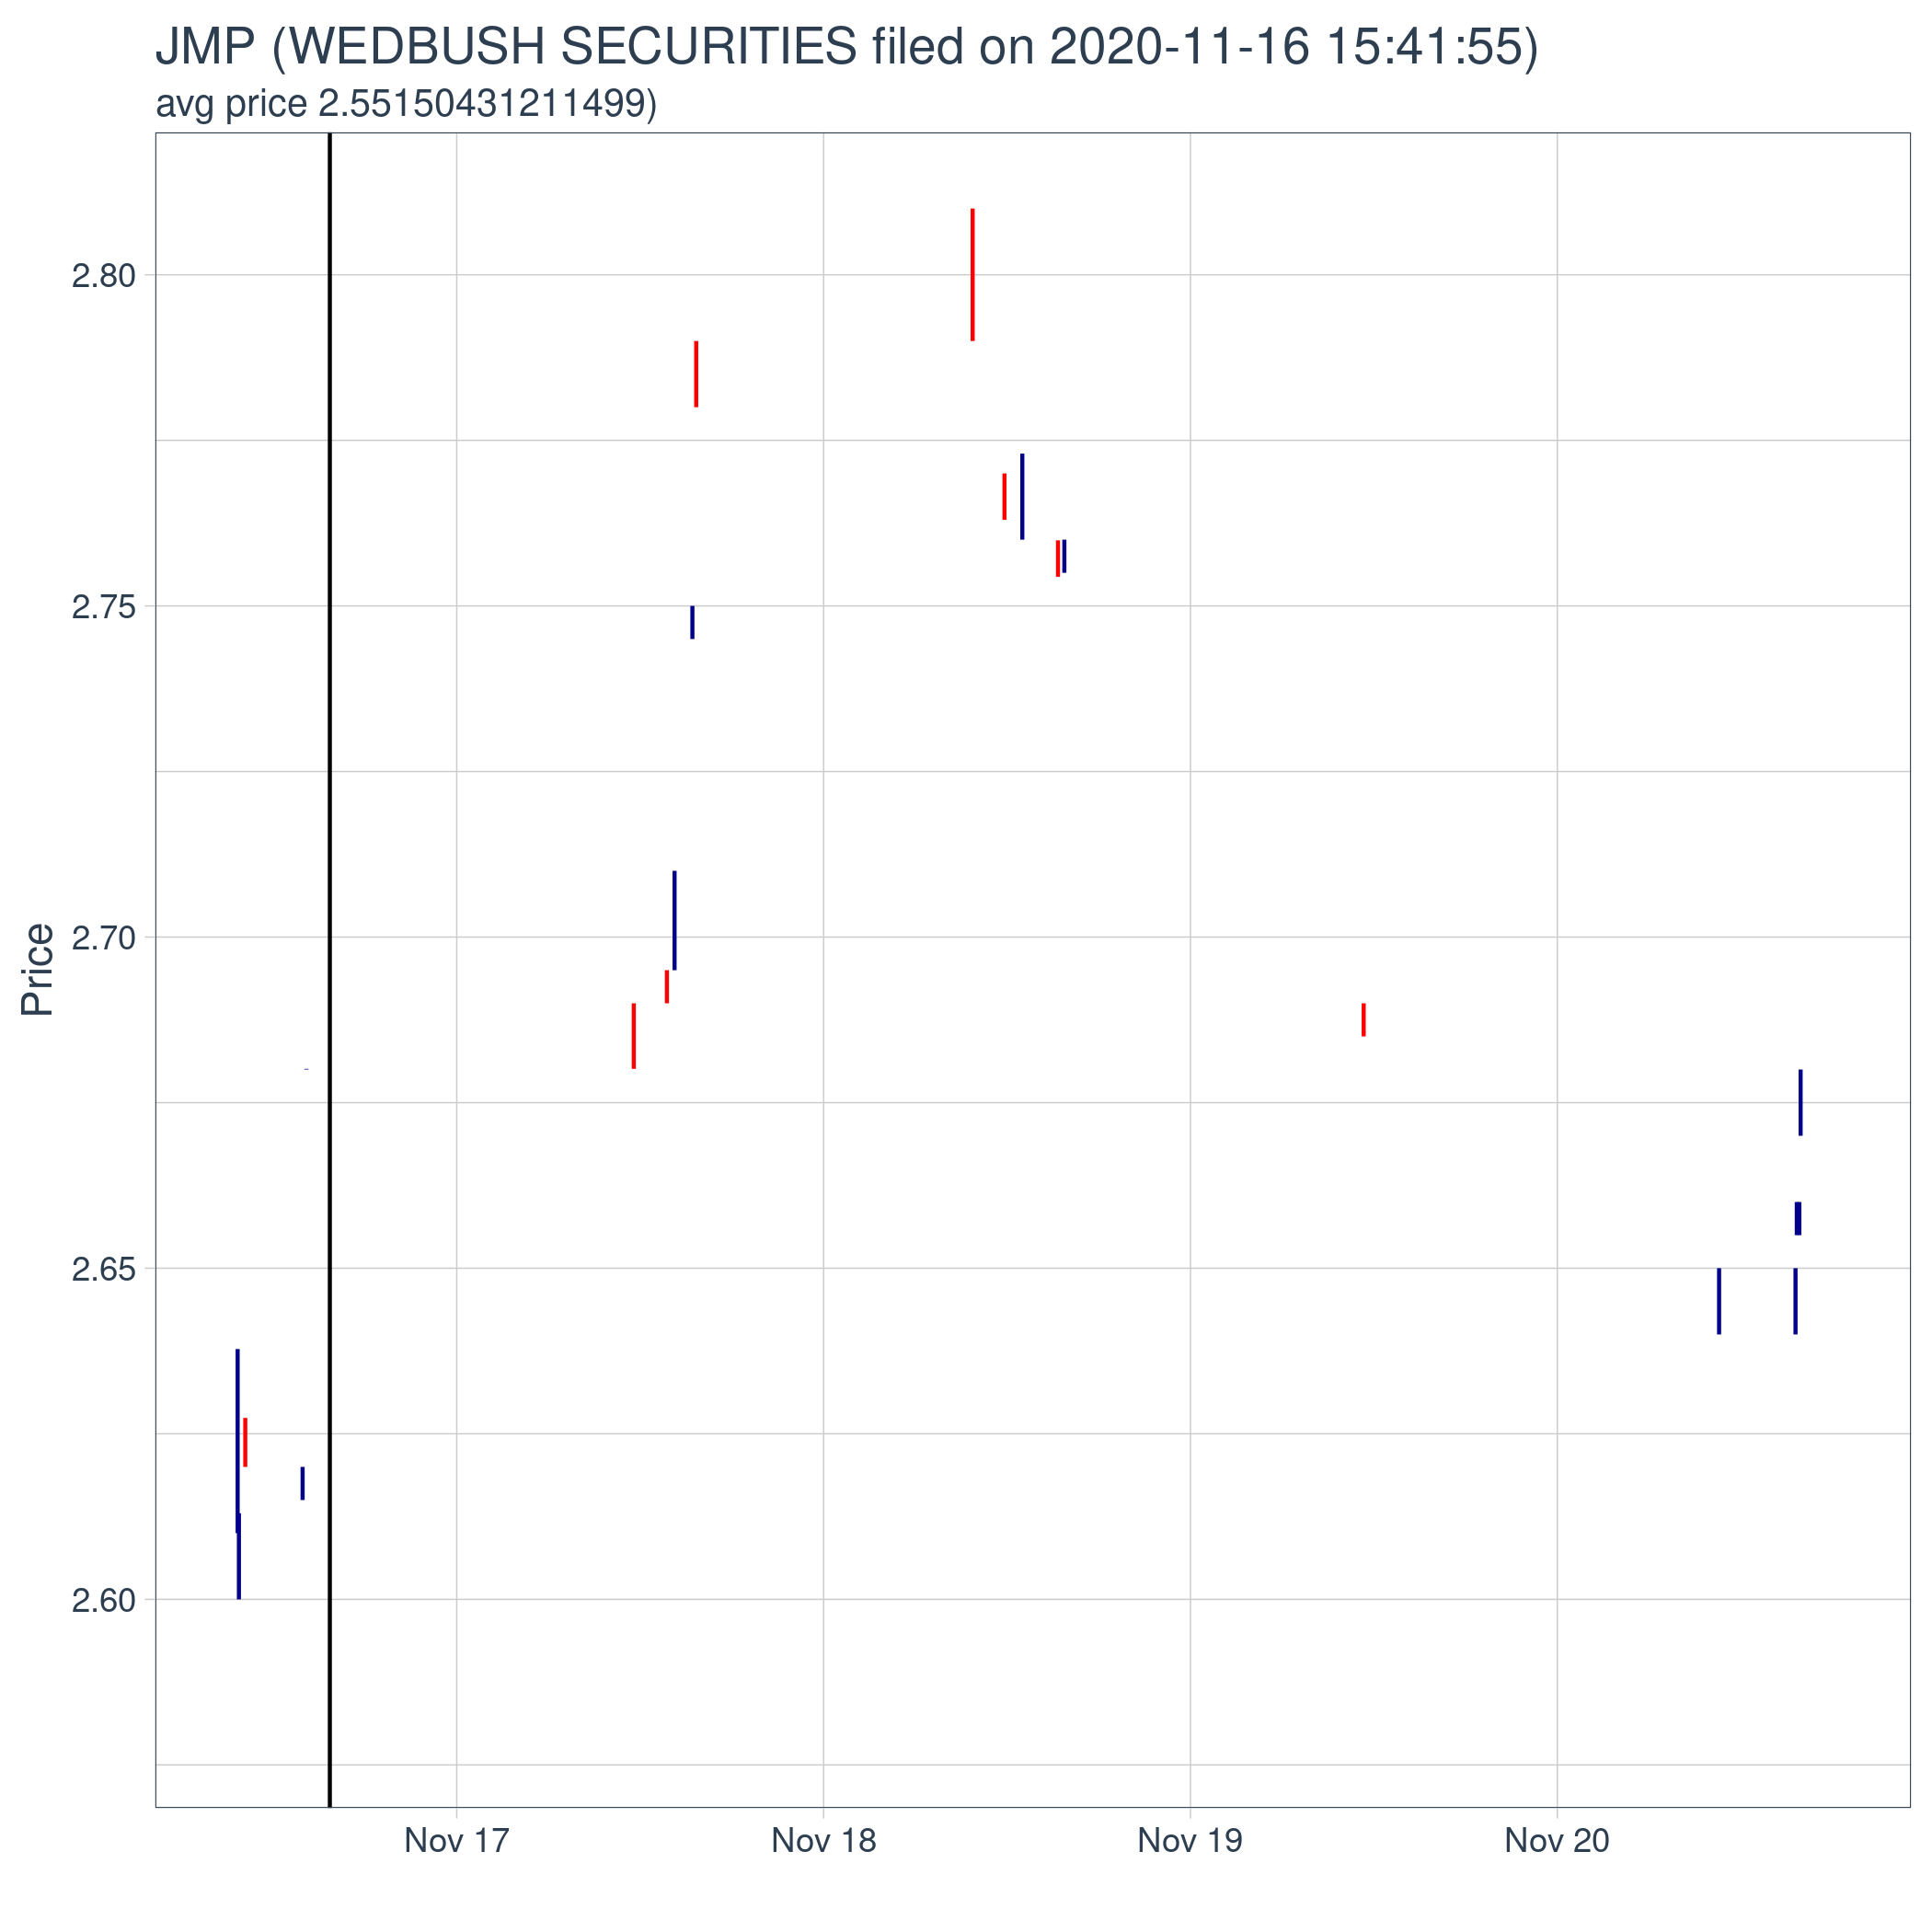 JMP (WEDBUSH SECURITIES filed on 2020-11-16 15:41:55)
avg price 2.55150431211499)
2.80
2.75
2.70
2.65
2.60
Price
Nov 17
Nov 18
Nov 19
Nov 20